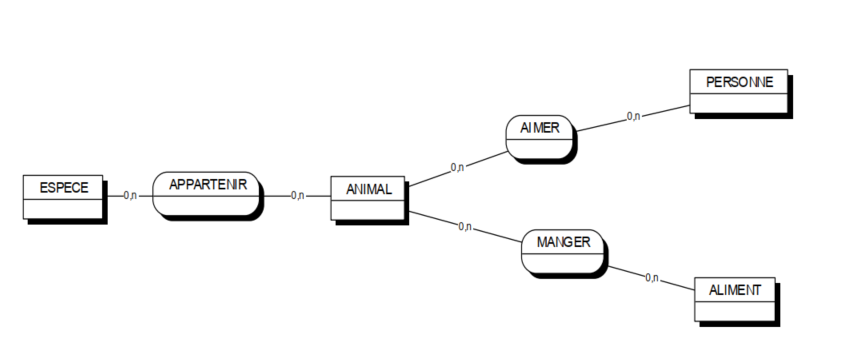 PERSONNE
0,n
AIMER
0,n
ESPECE
0,n
APPARTENIR
0,n
ANIMAL
0,n
MANGER
0,n
ALIMENT